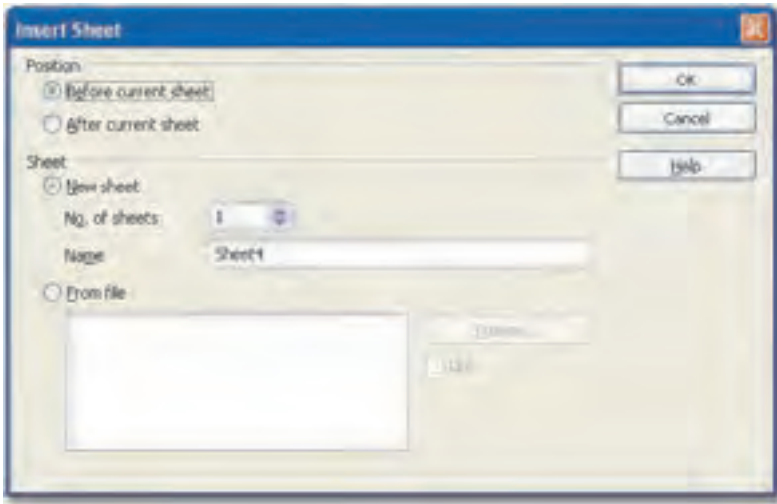 Insert Sheet
Position
Before current sheet
After current sheet
OK
Cancel
Help
Sheet
New sheet
No. of sheets 1
Name Sheet4
From file